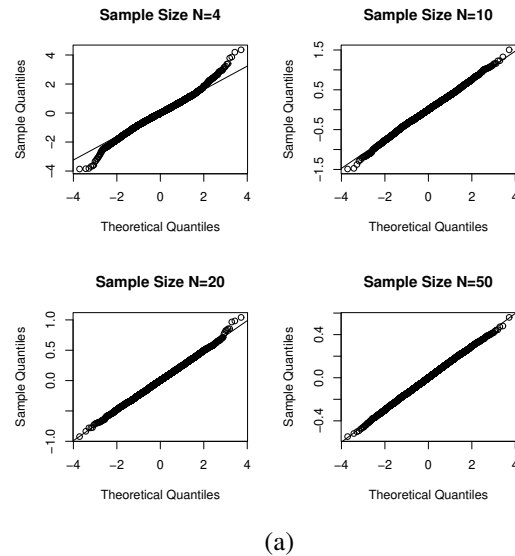 Sample Size N=4
Sample Quantiles
4
2
0
−2
−4
−4 −2 0 2 4
Theoretical Quantiles
Sample Size N=10
Sample Quantiles
1.5
0.5
−0.5
−1.5
−4 −2 0 2 4
Theoretical Quantiles
Sample Size N=20
Sample Quantiles
1.0
0.5
0.0
−1.0
−4 −2 0 2 4
Theoretical Quantiles
Sample Size N=50
Sample Quantiles
0.4
0.0
−0.4
−4 −2 0 2 4
Theoretical Quantiles
(a)